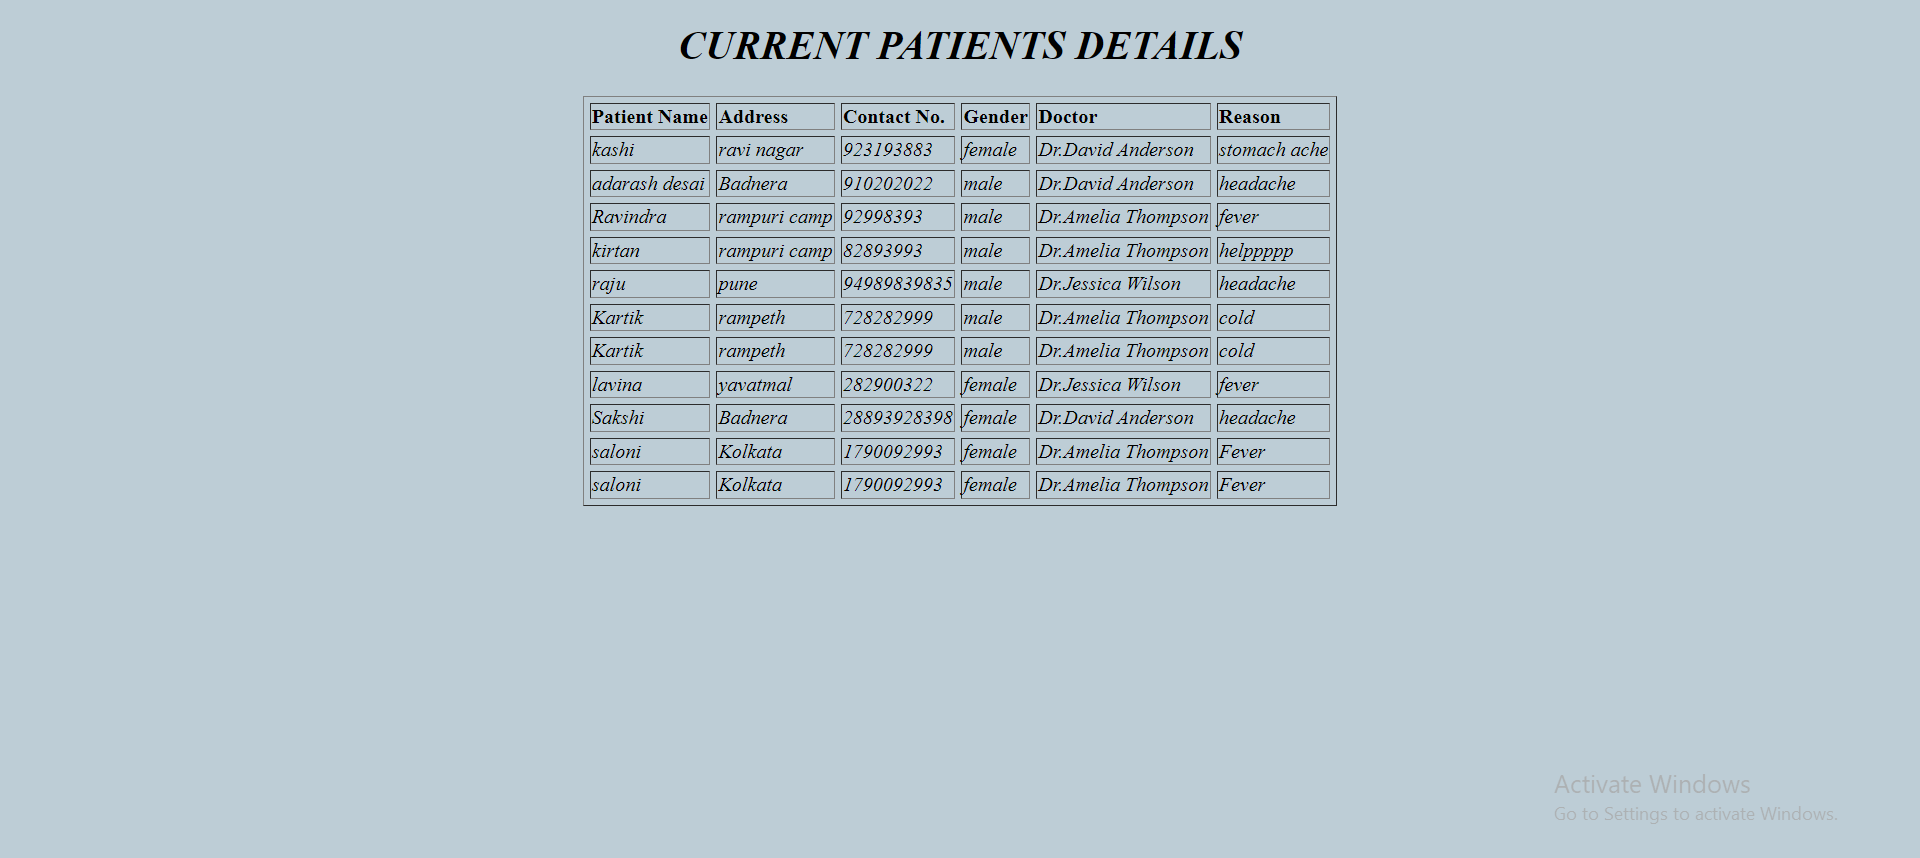 CURRENT PATIENTS DETAILS
Patient Name Address Contact No. Gender Doctor Reason
kashi ravi nagar 923193883 female Dr.David Anderson stomach ache
adarash desai Badnera 910202022 male Dr.David Anderson headache
Ravindra rampuri camp 92998393 male Dr.Amelia Thompson fever
kirtan rampuri camp 82893993 male Dr.Amelia Thompson helppppp
raju pune 94989839835 male Dr.Jessica Wilson headache
Kartik rampeth 728282999 male Dr.Amelia Thompson cold
Kartik rampeth 728282999 male Dr.Amelia Thompson cold
lavina yavatmal 282900322 female Dr.Jessica Wilson fever
Sakshi Badnera 28893928398 female Dr.David Anderson headache
saloni Kolkata 1790092993 female Dr.Amelia Thompson Fever
saloni Kolkata 1790092993 female Dr.Amelia Thompson Fever
Activate Windows
Go to Settings to activate Windows.